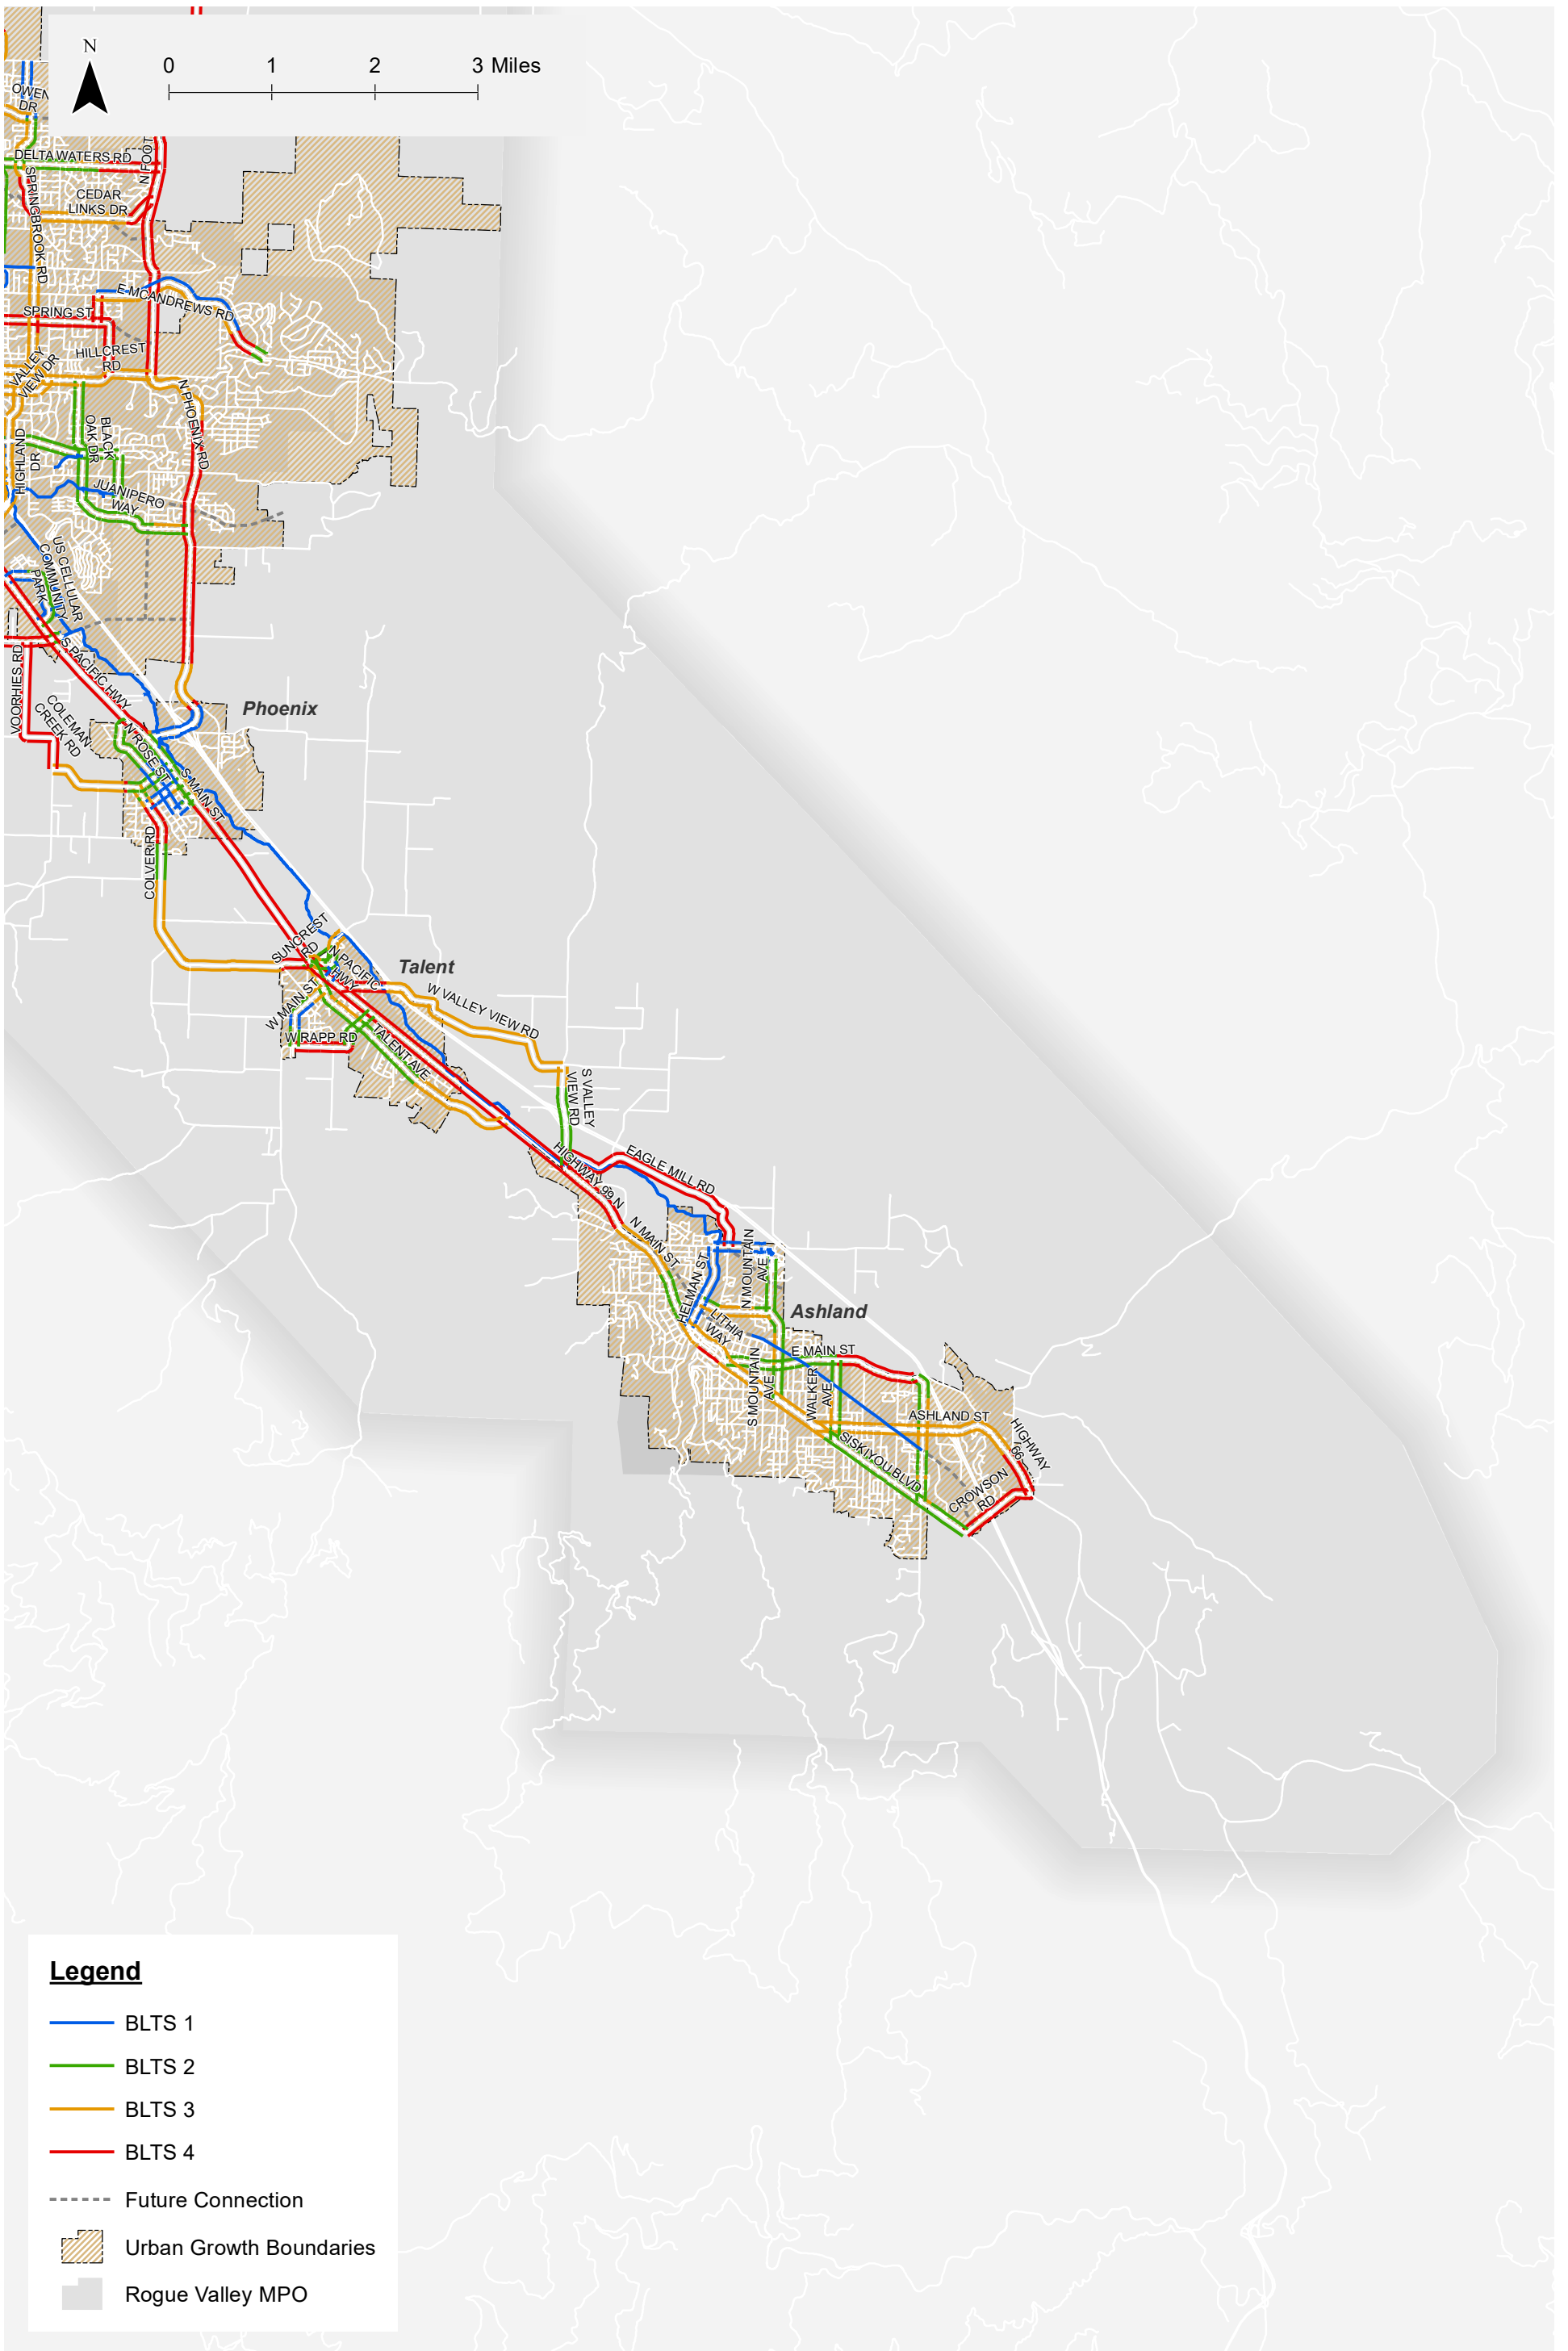 N
0 1 2 3 Miles
OWEN
DR
DELTA WATERS RD
N FOOT
SPRINGBROOK RD
CEDAR
LINKS DR
E MCANDREWS RD
SPRING ST
HILLCREST
RD
VALLEY
VIEW DR
N PHOENIX RD
BLACK
OAK DR
HIGHLAND
DR
JUANIPERO
WAY
US CELLULAR
COMMUNITY
PARK
S PACIFIC HWY
VOORHIES RD
COLEMAN
CREEK RD
Phoenix
N ROSE ST
S MAIN ST
COLVER RD
SUNCREST
RD
N PACIFIC
HWY
Talent
W MAIN ST
W VALLEY VIEW RD
W RAPP RD
TALENT AVE
S VALLEY
VIEW RD
HIGHWAY 99 N
EAGLE MILL RD
N MAIN ST
HELMAN ST
N MOUNTAIN
AVE
Ashland
LITHIA
WAY
E MAIN ST
S MOUNTAIN
AVE
WALKER
AVE
ASHLAND ST
HIGHWAY
66
SISKIYOU BLVD
CROWSON
RD
Legend
BLTS 1
BLTS 2
BLTS 3
BLTS 4
Future Connection
Urban Growth Boundaries
Rogue Valley MPO